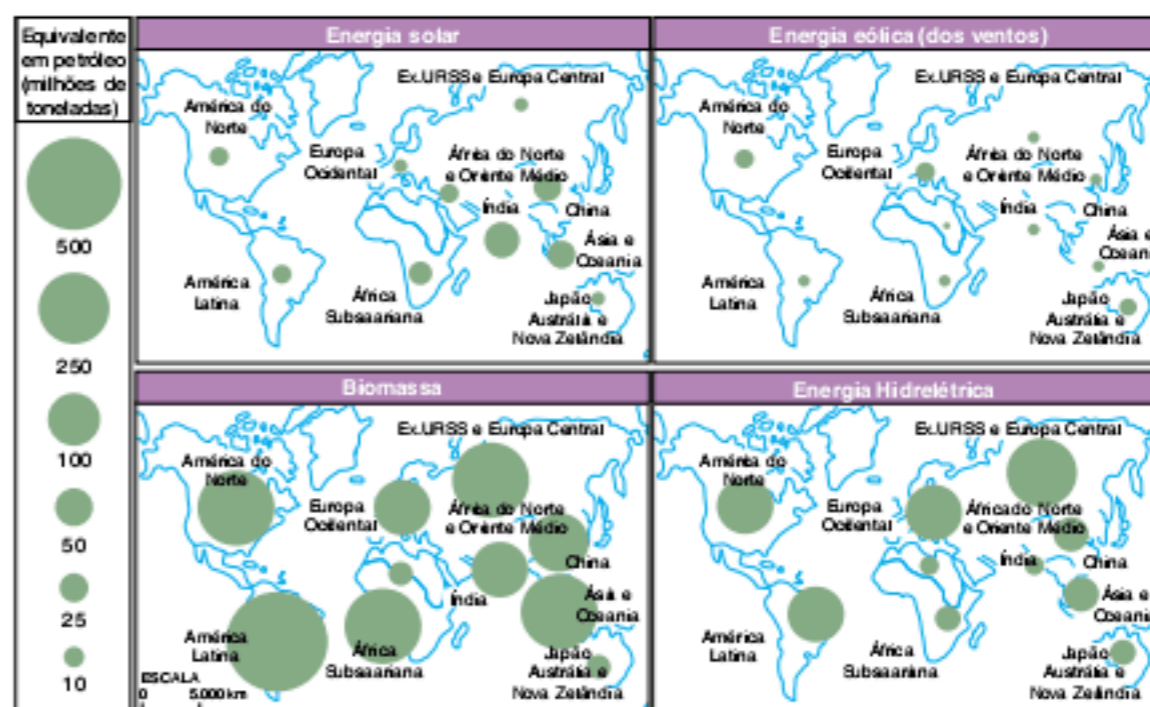 Equivalente
em petróleo
(milhões de
toneladas)
500
250
100
50
25
10
Energia solar
Ex.URSS e Europa Central
América do
Norte
Europa
Ocidental
África do Norte
e Oriente Médio
Índia
China
Ásia e
Oceania
América
Latina
África
Subsaariana
Japão
Austrália e
Nova Zelândia
Energia eólica (dos ventos)
Ex.URSS e Europa Central
América do
Norte
Europa
Ocidental
África do Norte
e Oriente Médio
Índia
China
Ásia e
Oceani
América
Latina
África
Subsaariana
Japão
Austrália e
Nova Zelândia
Biomassa
Ex.URSS e Europa Central
América do
Norte
Europa
Ocidental
África do Norte
e Oriente Médio
China
Índia
Ásia e
Oceania
América
Latina
África
Subsaariana
Japão
Austrália e
Nova Zelândia
ESCALA
0 5.000 km
Energia Hidrelétrica
Ex.URSS e Europa Central
América do
Norte
Europa
Ocidental
África do Norte
e Oriente Médio
Índia
China
Ásia e
Oceania
América
Latina
África
Subsaariana
Japão
Austrália e
Nova Zelândia